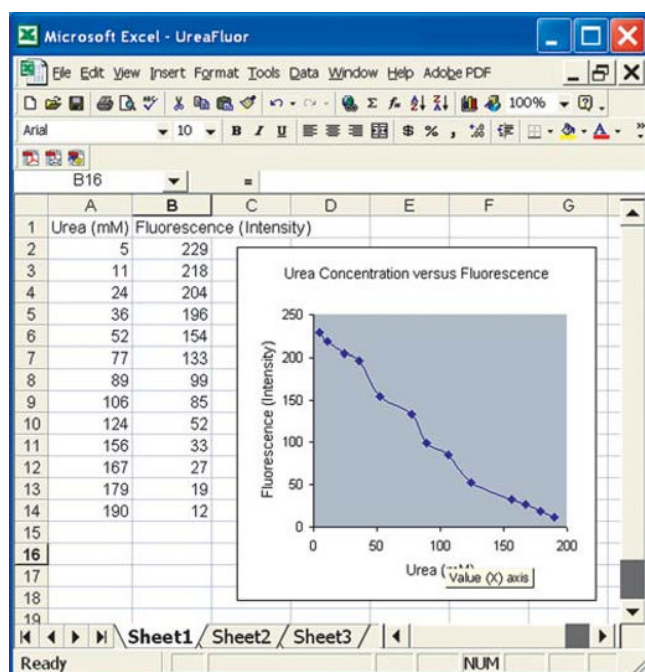 Microsoft Excel - UreaFluor
File Edit View Insert Format Tools Data Window Help Adobe PDF
Σ fx 100%
Arial 10 B I U $ % ,
B16 =
A B C D E F G
1 Urea (mM) Fluorescence (Intensity)
2 5 229
3 11 218
4 24 204
5 36 196
6 52 154
7 77 133
8 89 99
9 106 85
10 124 52
11 156 33
12 167 27
13 179 19
14 190 12
15
16
17
18
19
Urea Concentration versus Fluorescence
Fluorescence (Intensity)
250
200
150
100
50
0
0 50 100 150 200
Urea (
Value (X) axis
Sheet1 Sheet2 Sheet3
Ready NUM